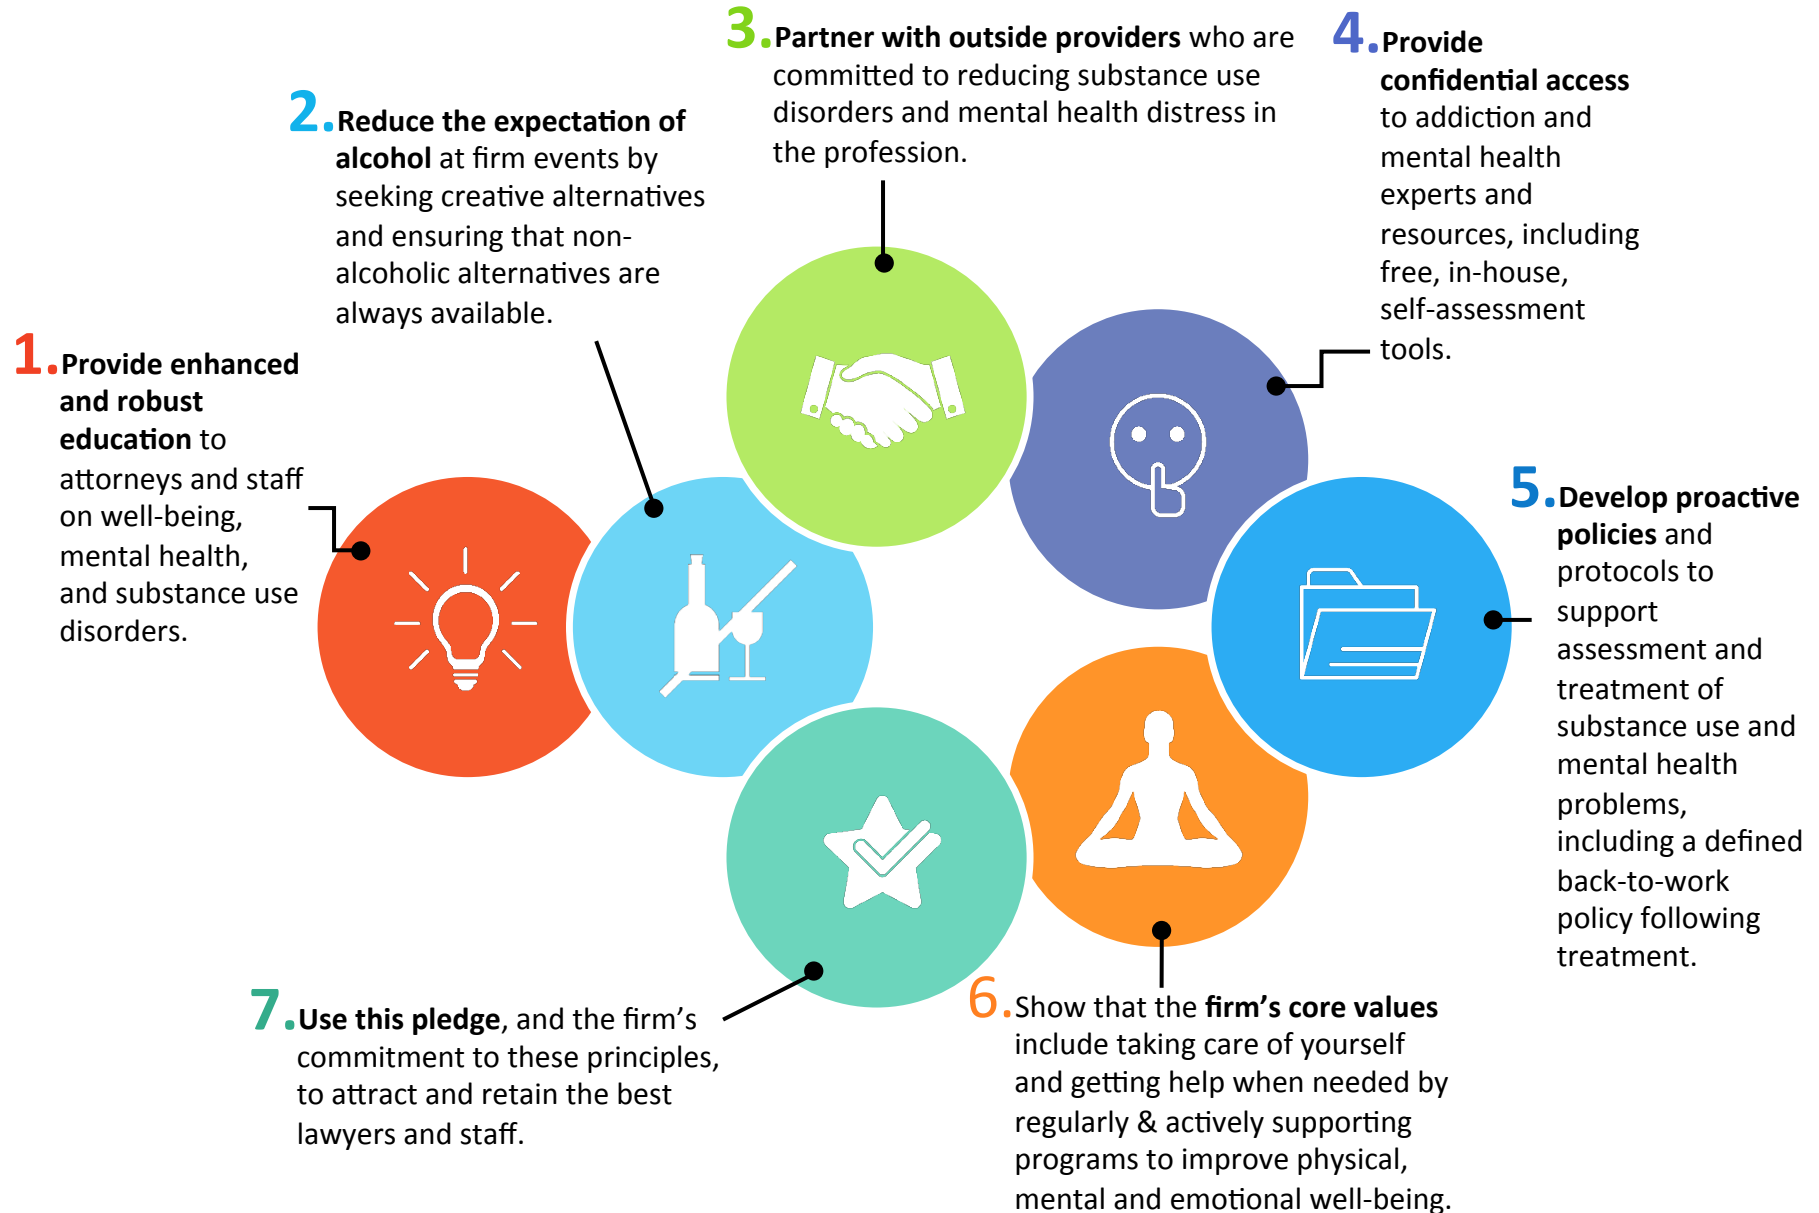 1.Provide enhanced
and robust
education to
attorneys and staff
on well-being,
mental health,
and substance use
disorders.
2.Reduce the expectation of
alcohol at firm events by
seeking creative alternatives
and ensuring that non-
alcoholic alternatives are
always available.
3.Partner with outside providers who are
committed to reducing substance use
disorders and mental health distress in
the profession.
4.Provide
confidential access
to addiction and
mental health
experts and
resources, including
free, in-house,
self-assessment
tools.
5.Develop proactive
policies and
protocols to
support
assessment and
treatment of
substance use and
mental health
problems,
including a defined
back-to-work
policy following
treatment.
6.Show that the firm’s core values
include taking care of yourself
and getting help when needed by
regularly & actively supporting
programs to improve physical,
mental and emotional well-being.
7.Use this pledge, and the firm’s
commitment to these principles,
to attract and retain the best
lawyers and staff.